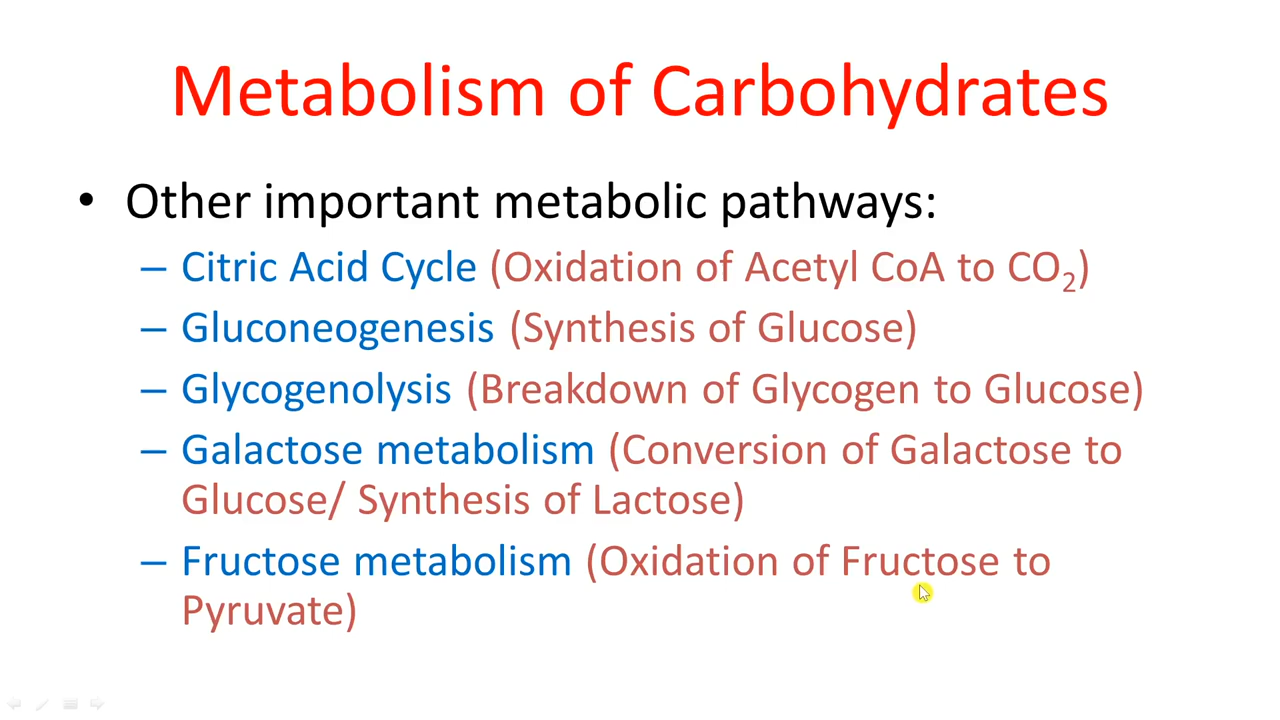 Metabolism of Carbohydrates
• Other important metabolic pathways:
– Citric Acid Cycle (Oxidation of Acetyl CoA to CO₂)
– Gluconeogenesis (Synthesis of Glucose)
– Glycogenolysis (Breakdown of Glycogen to Glucose)
– Galactose metabolism (Conversion of Galactose to
Glucose/ Synthesis of Lactose)
– Fructose metabolism (Oxidation of Fructose to
Pyruvate)